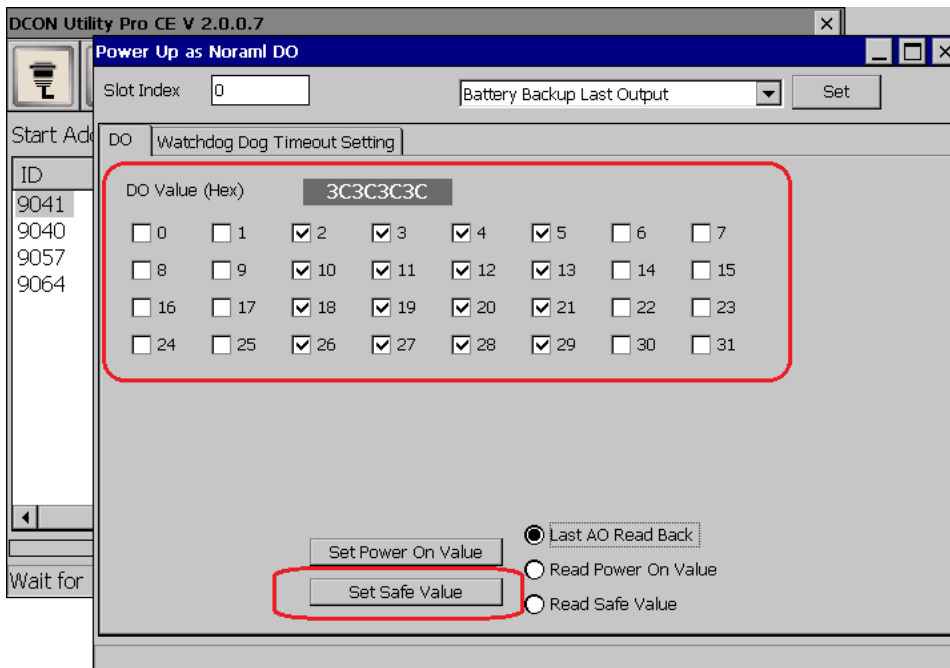 DCON Utility Pro CE V 2.0.0.7
Power Up as Noraml DO
Slot Index 0 Battery Backup Last Output Set
Start Add
DO Watchdog Dog Timeout Setting
ID
9041
9040
9057
9064
DO Value (Hex) 3C3C3C3C
0 1 2 3 4 5 6 7
8 9 10 11 12 13 14 15
16 17 18 19 20 21 22 23
24 25 26 27 28 29 30 31
Last AO Read Back
Set Power On Value
Read Power On Value
Wait for
Set Safe Value
Read Safe Value